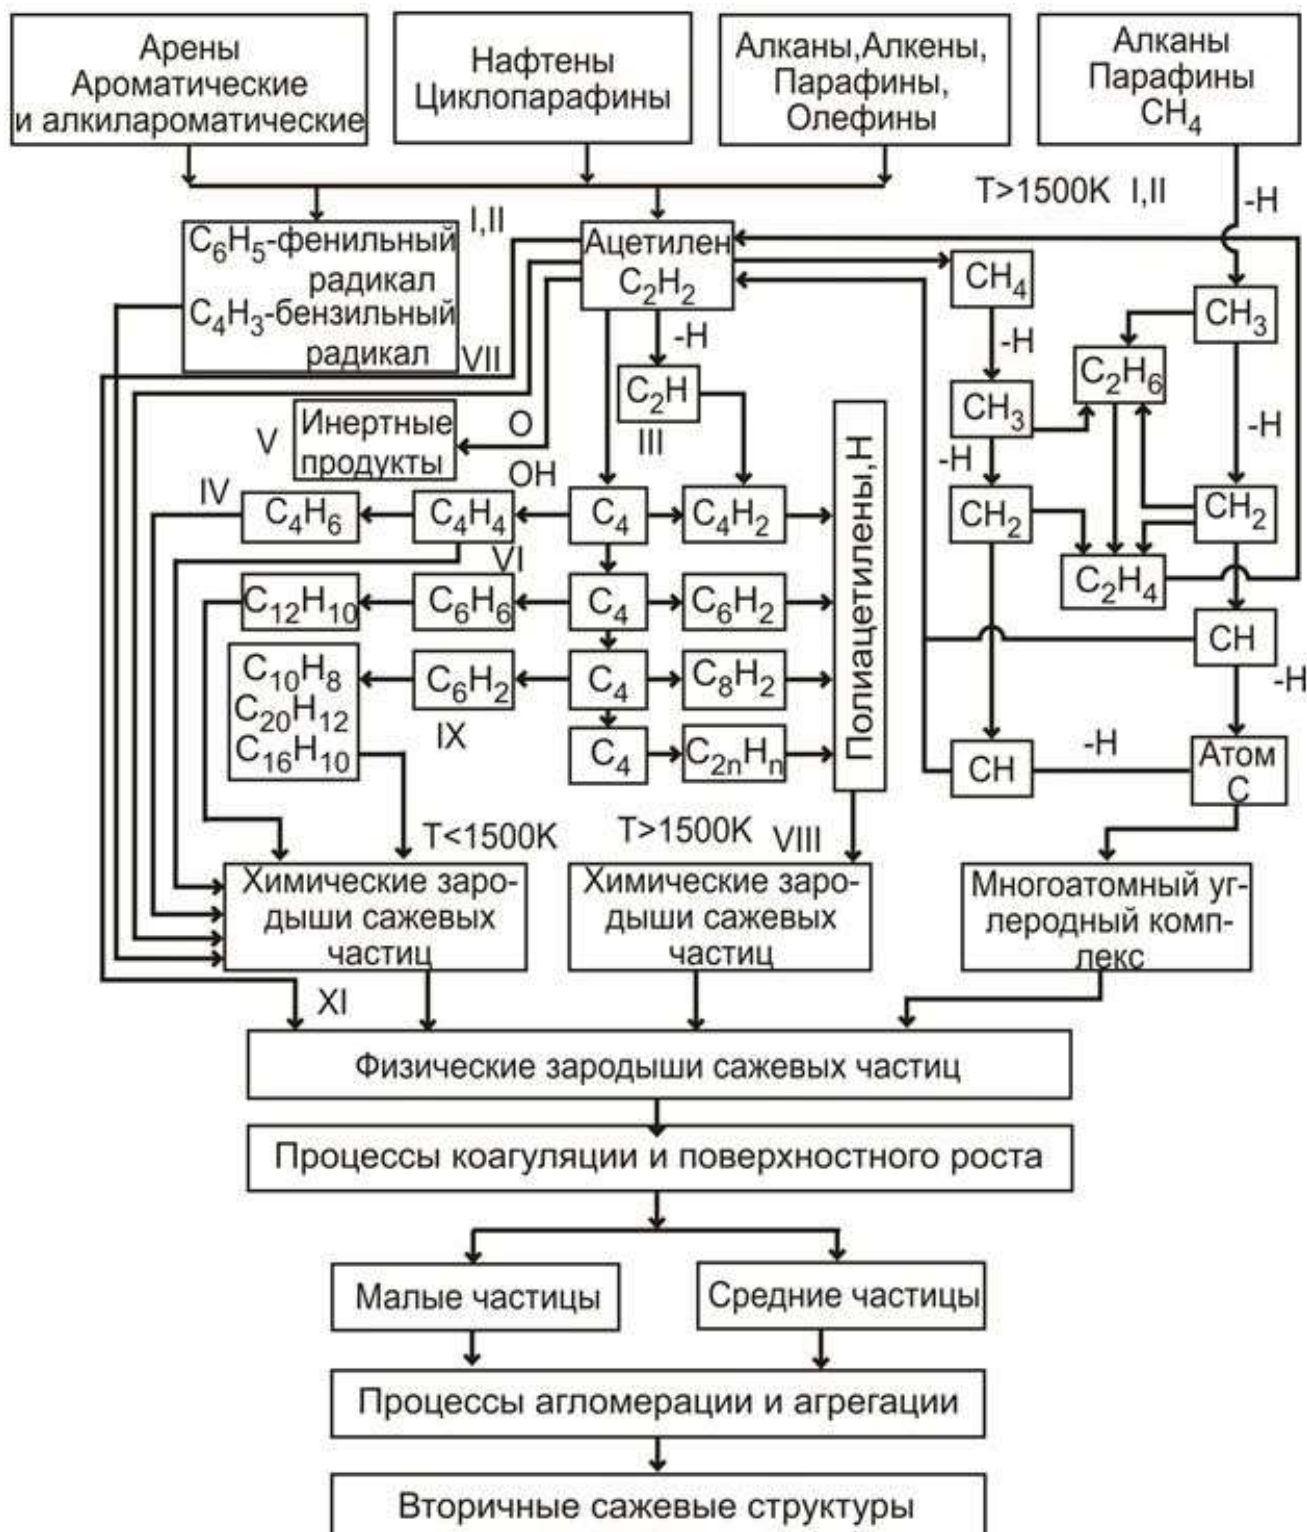 Арены
Ароматические
и алкилароматические
Нафтены
Циклопарафины
Алканы,Алкены,
Парафины,
Олефины
Алканы
Парафины
CH₄
T>1500K I,II
-H
I,II
C₆H₅-фенильный
радикал
C₄H₃-бензильный
радикал
VII
Ацетилен
C₂H₂
-H
C₂H
III
CH₄
-H
CH₃
-H
CH₂
CH
-H
CH₃
-H
C₂H₆
CH₂
C₂H₄
CH
-H
Атом
C
V
Инертные
продукты
O
OH
IV
C₄H₆
C₄H₄
C₄
C₄H₂
VI
C₁₂H₁₀
C₆H₆
C₄
C₆H₂
C₁₀H₈
C₂₀H₁₂
C₁₆H₁₀
C₆H₂
IX
C₄
C₈H₂
C₄
C₂ₙHₙ
Полиацетилены,Н
T<1500K
T>1500K
VIII
Химические заро-
дыши сажевых
частиц
Химические заро-
дыши сажевых
частиц
Многоатомный уг-
леродный комп-
лекс
XI
Физические зародыши сажевых частиц
Процессы коагуляции и поверхностного роста
Малые частицы
Средние частицы
Процессы агломерации и агрегации
Вторичные сажевые структуры